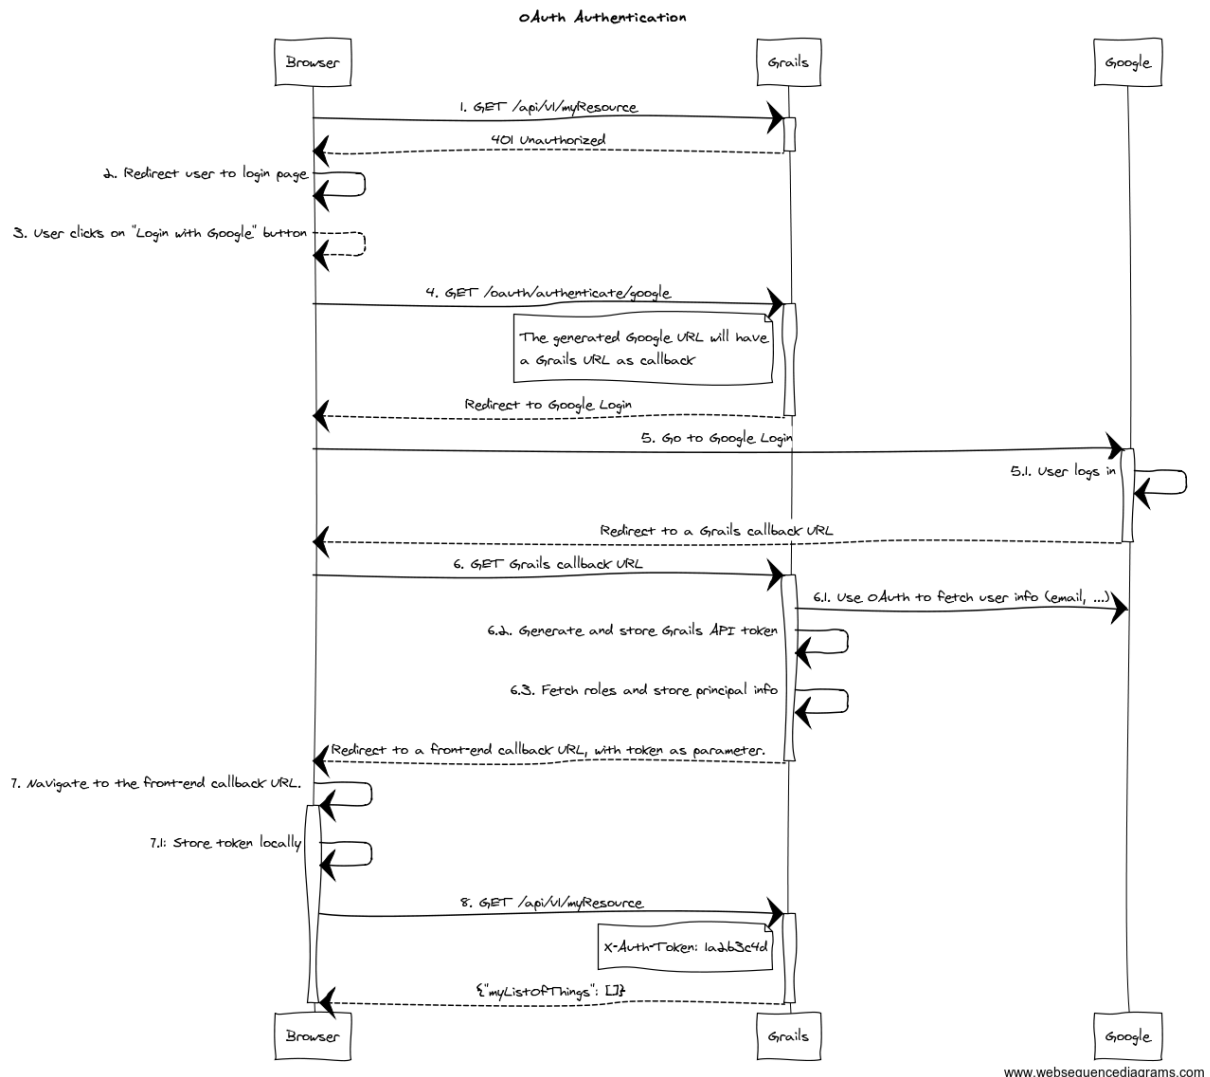 OAuth Authentication
Browser
Grails
Google
1. GET /api/v1/myResource
401 Unauthorized
2. Redirect user to login page
3. User clicks on "Login with Google" button
4. GET /oauth/authenticate/google
The generated Google URL will have
a Grails URL as callback
Redirect to Google Login
5. Go to Google Login
5.1. User logs in
Redirect to a Grails callback URL
6. GET Grails callback URL
6.1. Use OAuth to fetch user info (email, ...)
6.2. Generate and store Grails API token
6.3. Fetch roles and store principal info
Redirect to a front-end callback URL, with token as parameter.
7. Navigate to the front-end callback URL.
7.1: Store token locally
8. GET /api/v1/myResource
X-Auth-Token: 1a2b3c4d
{"myListOfThings": []}
Browser
Grails
Google
www.websequencediagrams.com